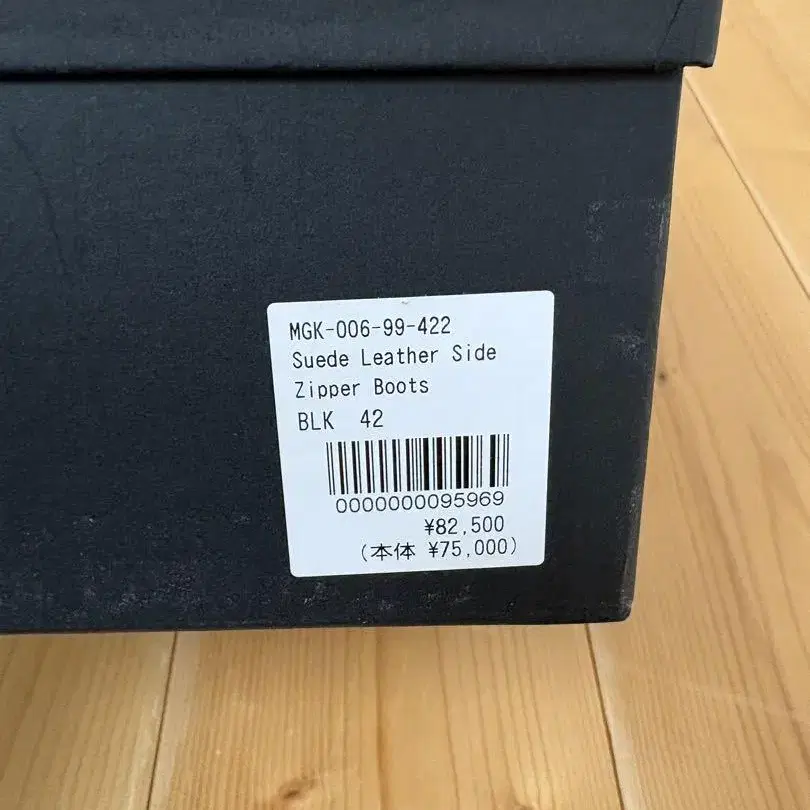 MGK-006-99-422
Suede Leather Side
Zipper Boots
BLK 42
0000000095969
¥82,500
(本体 ¥75,000)